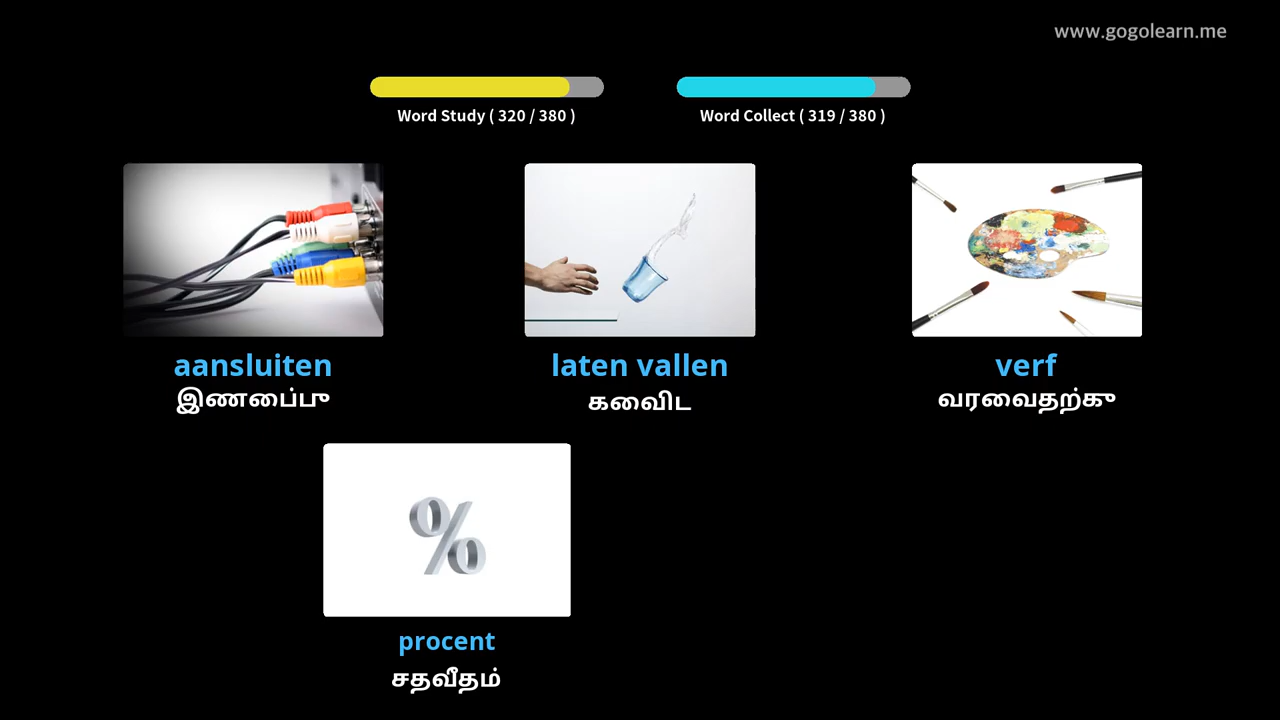 www.gogolearn.me
Word Study ( 320 / 380 )
Word Collect ( 319 / 380 )
aansluiten
laten vallen
verf
இணைப்பு
கைவிட
வரைவதற்கு
procent
சதவீதம்